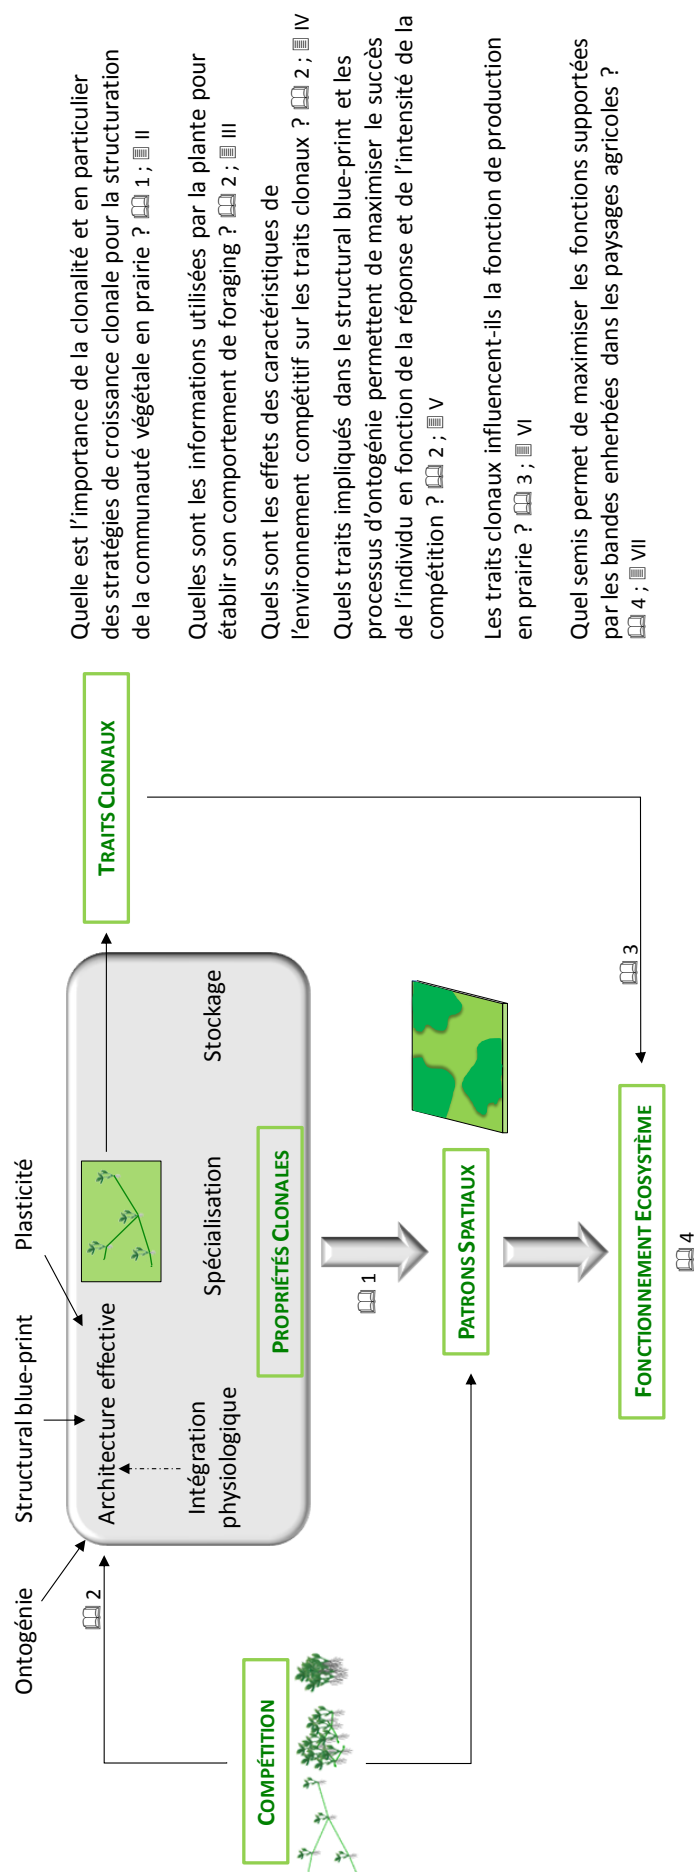 Ontogénie
Structural blue-print
Plasticité
📖 2
Architecture effective
Intégration
physiologique
Spécialisation
Stockage
PROPRIÉTÉS CLONALES
TRAITS CLONAUX
COMPÉTITION
📖 1
PATRONS SPATIAUX
📖 3
FONCTIONNEMENT ECOSYSTÈME
📖 4
Quelle est l'importance de la clonalité et en particulier
des stratégies de croissance clonale pour la structuration
de la communauté végétale en prairie ? 📖 1 ; 🗏 II
Quelles sont les informations utilisées par la plante pour
établir son comportement de foraging ? 📖 2 ; 🗏 III
Quels sont les effets des caractéristiques de
l'environnement compétitif sur les traits clonaux ? 📖 2 ; 🗏 IV
Quels traits impliqués dans le structural blue-print et les
processus d'ontogénie permettent de maximiser le succès
de l'individu en fonction de la réponse et de l'intensité de la
compétition ? 📖 2 ; 🗏 V
Les traits clonaux influencent-ils la fonction de production
en prairie ? 📖 3 ; 🗏 VI
Quel semis permet de maximiser les fonctions supportées
par les bandes enherbées dans les paysages agricoles ?
📖 4 ; 🗏 VII